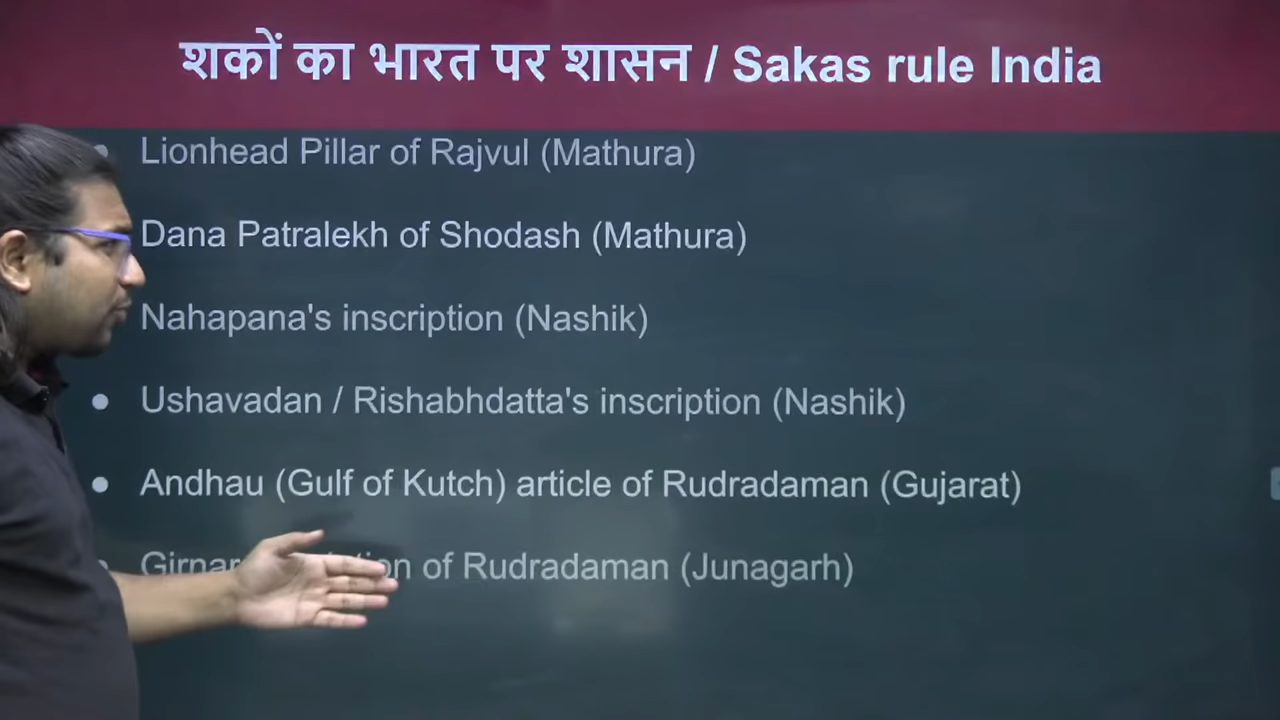 शकों का भारत पर शासन / Sakas rule India
Lionhead Pillar of Rajvul (Mathura)
Dana Patralekh of Shodash (Mathura)
Nahapana's inscription (Nashik)
Ushavadan / Rishabhdatta's inscription (Nashik)
Andhau (Gulf of Kutch) article of Rudradaman (Gujarat)
of Rudradaman (Junagarh)